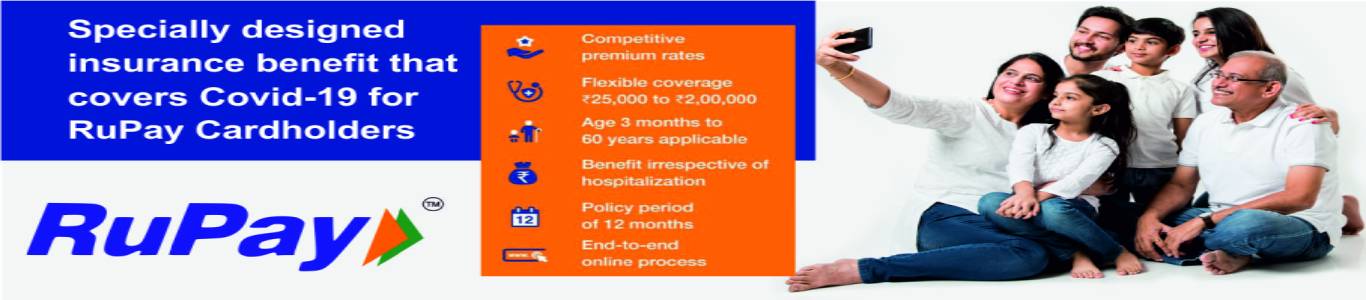 Specially designed
insurance benefit that
covers Covid-19 for
RuPay Cardholders
RuPay
TM
Competitive
premium rates
Flexible coverage
₹25,000 to ₹2,00,000
Age 3 months to
60 years applicable
Benefit irrespective of
hospitalization
12
Policy period
of 12 months
www.
End-to-end
online process